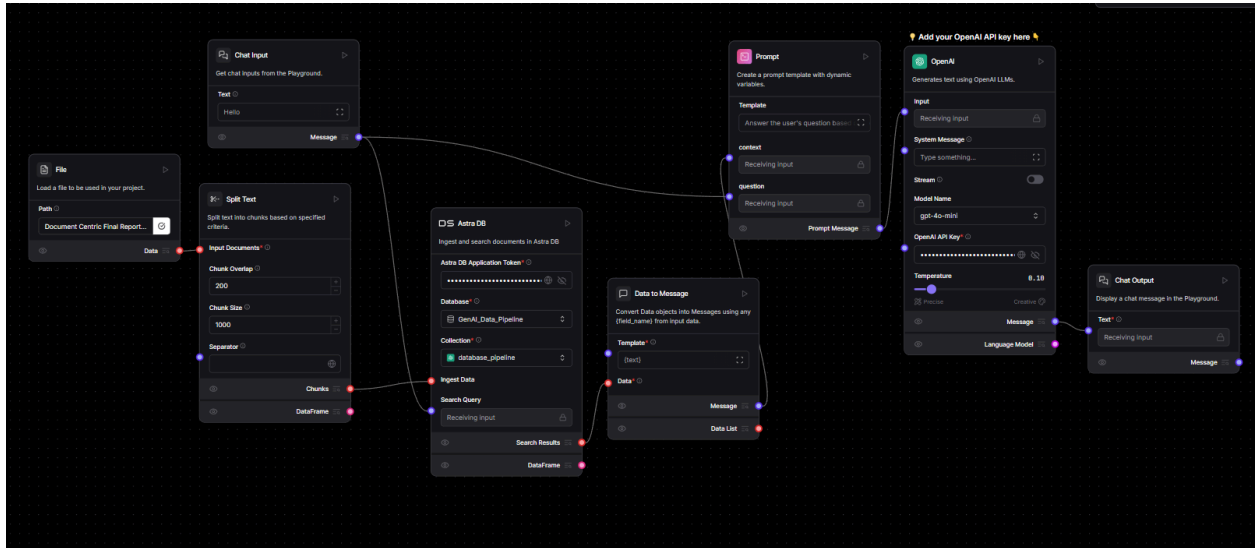 Chat Input
Get chat inputs from the Playground.
Text
Hello
Message
File
Load a file to be used in your project.
Path
Document Centric Final Report...
Data
Split Text
Split text into chunks based on specified
criteria.
Input Documents*
Chunk Overlap
200
Chunk Size
1000
Separator
Chunks
DataFrame
Astra DB
Ingest and search documents in Astra DB
Astra DB Application Token*
Database*
GenAI_Data_Pipeline
Collection*
database_pipeline
Ingest Data
Search Query
Receiving input
Search Results
DataFrame
Data to Message
Convert Data objects into Messages using any
{field_name} from input data.
Template*
{text}
Data*
Message
Data List
Prompt
Create a prompt template with dynamic
variables.
Template
Answer the user's question based
context
Receiving input
question
Receiving input
Prompt Message
Add your OpenAI API key here
OpenAI
Generates text using OpenAI LLMs.
Input
Receiving input
System Message
Type something...
Stream
Model Name
gpt-4o-mini
OpenAI API Key*
Temperature
0.10
Precise
Creative
Message
Language Model
Chat Output
Display a chat message in the Playground.
Text*
Receiving input
Message